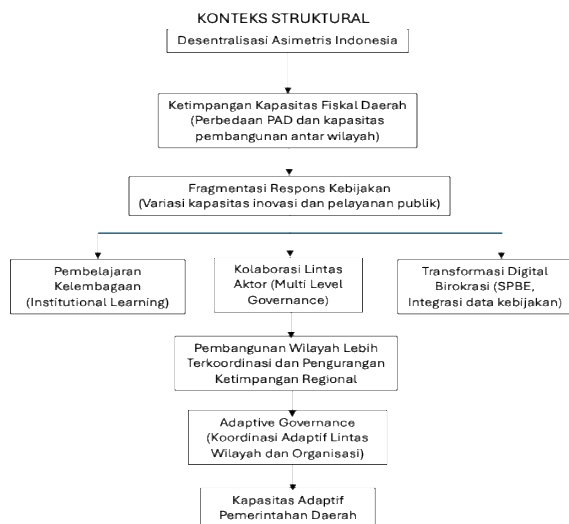 KONTEKS STRUKTURAL
Desentralisasi Asimetris Indonesia
Ketimpangan Kapasitas Fiskal Daerah
(Perbedaan PAD dan kapasitas
pembangunan antar wilayah)
Fragmentasi Respons Kebijakan
(Variasi kapasitas inovasi dan pelayanan publik)
Pembelajaran
Kelembagaan
(Institutional Learning)
Kolaborasi Lintas
Aktor (Multi Level
Governance)
Transformasi Digital
Birokrasi (SPBE,
Integrasi data kebijakan)
Pembangunan Wilayah Lebih
Terkoordinasi dan Pengurangan
Ketimpangan Regional
Adaptive Governance
(Koordinasi Adaptif Lintas
Wilayah dan Organisasi)
Kapasitas Adaptif
Pemerintahan Daerah